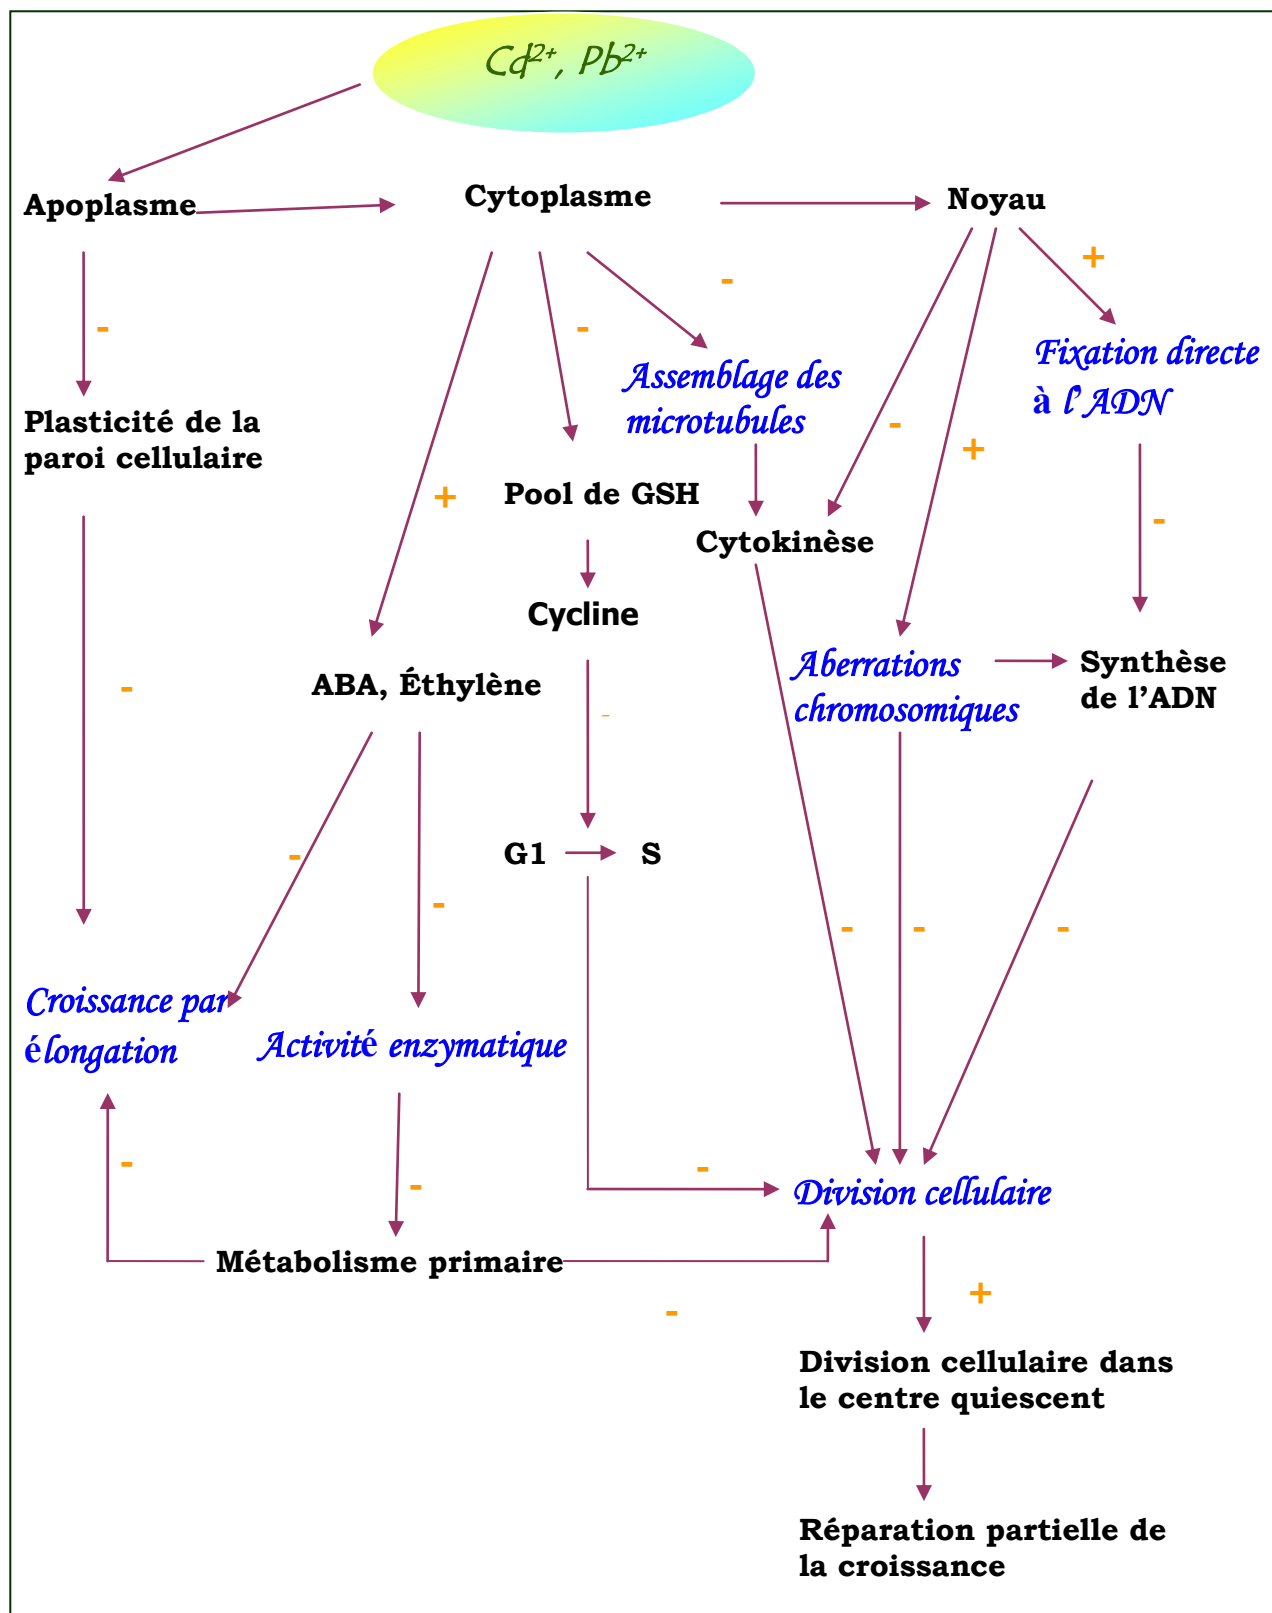 Cd²⁺, Pb²⁺
Apoplasme
Cytoplasme
Noyau
+
-
-
-
Fixation directe
à l'ADN
Assemblage des
microtubules
Plasticité de la
paroi cellulaire
-
+
+
Pool de GSH
-
Cytokinèse
Cycline
Aberrations
chromosomiques
Synthèse
de l'ADN
ABA, Éthylène
-
-
-
G1
S
-
-
-
-
Croissance par
élongation
Activité enzymatique
-
-
-
Division cellulaire
Métabolisme primaire
+
-
Division cellulaire dans
le centre quiescent
Réparation partielle de
la croissance